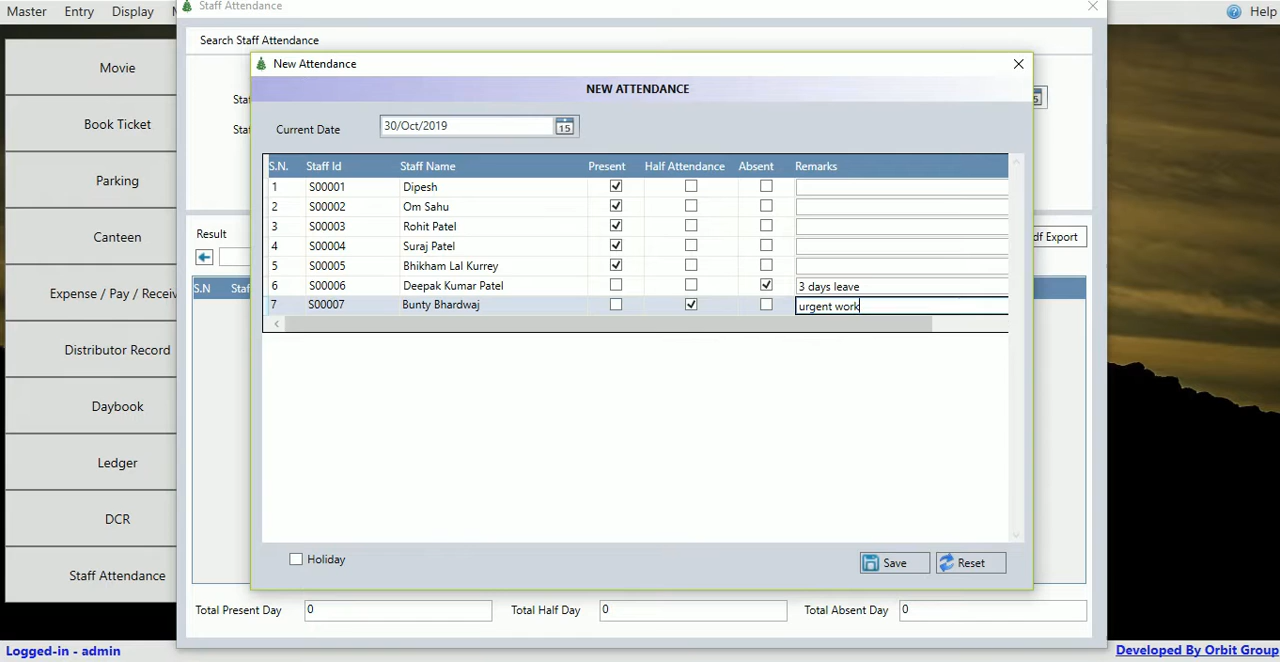 Master Entry Display Help
Staff Attendance
Search Staff Attendance
New Attendance
NEW ATTENDANCE
Current Date 30/Oct/2019 15
S.N. Staff Id Staff Name Present Half Attendance Absent Remarks
1 S00001 Dipesh
2 S00002 Om Sahu
3 S00003 Rohit Patel
4 S00004 Suraj Patel
5 S00005 Bhikham Lal Kurrey
6 S00006 Deepak Kumar Patel 3 days leave
7 S00007 Bunty Bhardwaj urgent work
Holiday Save Reset
Result
S.N
Total Present Day 0 Total Half Day 0 Total Absent Day 0
Movie
Book Ticket
Parking
Canteen
Expense / Pay / Receiv
Distributor Record
Daybook
Ledger
DCR
Staff Attendance
Logged-in - admin Developed By Orbit Group